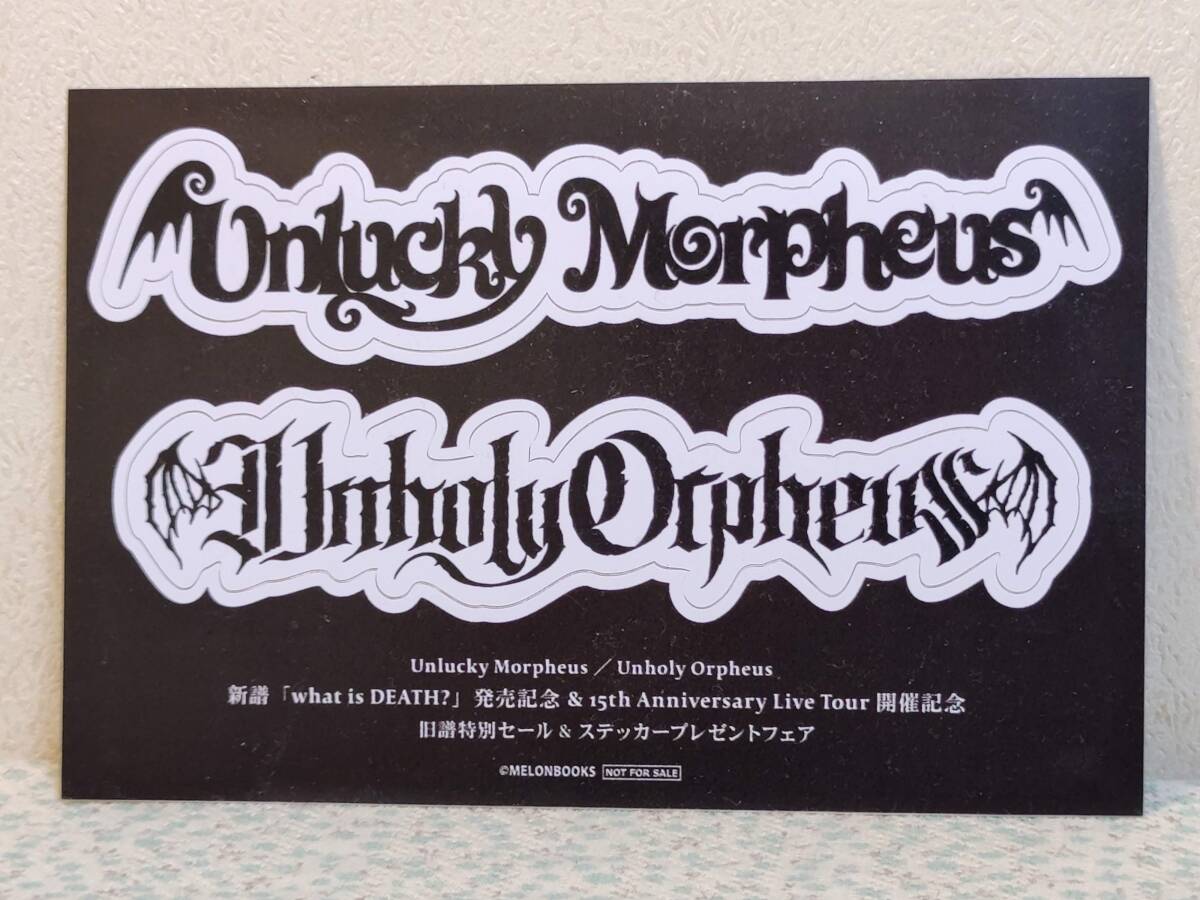 Unlucky Morpheus
Unholy Orpheus
Unlucky Morpheus ／ Unholy Orpheus
新譜「what is DEATH?」発売記念 & 15th Anniversary Live Tour 開催記念
旧譜特別セール & ステッカープレゼントフェア
©MELONBOOKS NOT FOR SALE